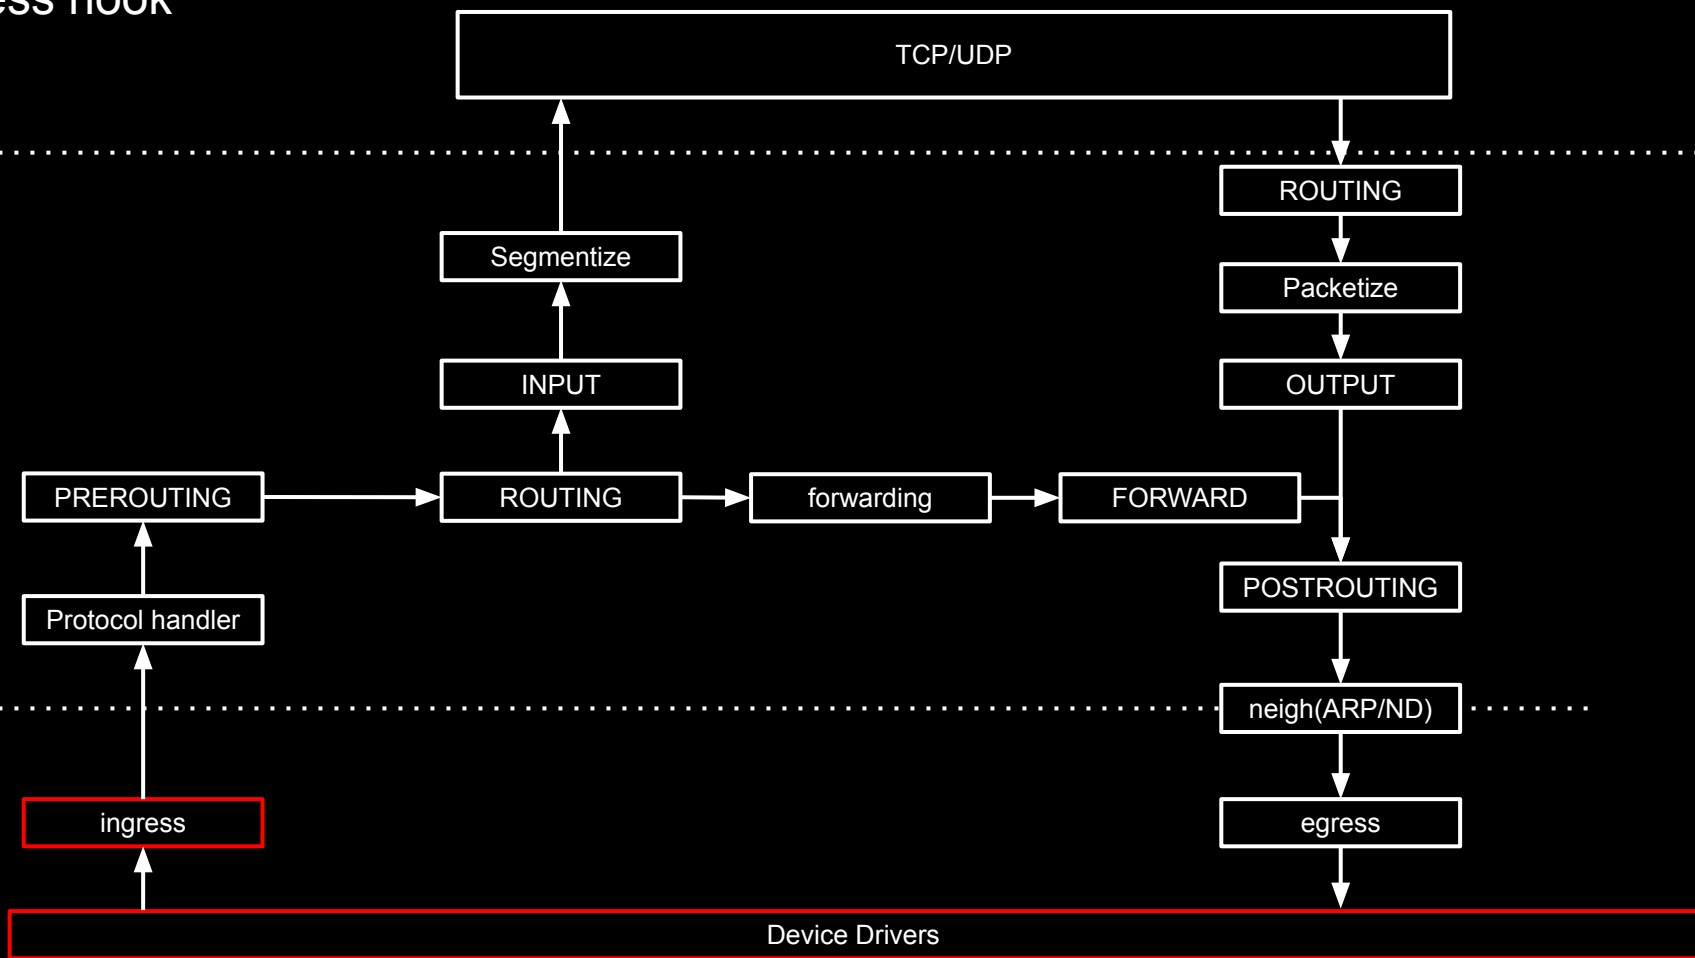 hook
TCP/UDP
ROUTING
Segmentize
Packetize
INPUT
OUTPUT
PREROUTING
ROUTING
forwarding
FORWARD
POSTROUTING
Protocol handler
neigh(ARP/ND)
ingress
egress
Device Drivers